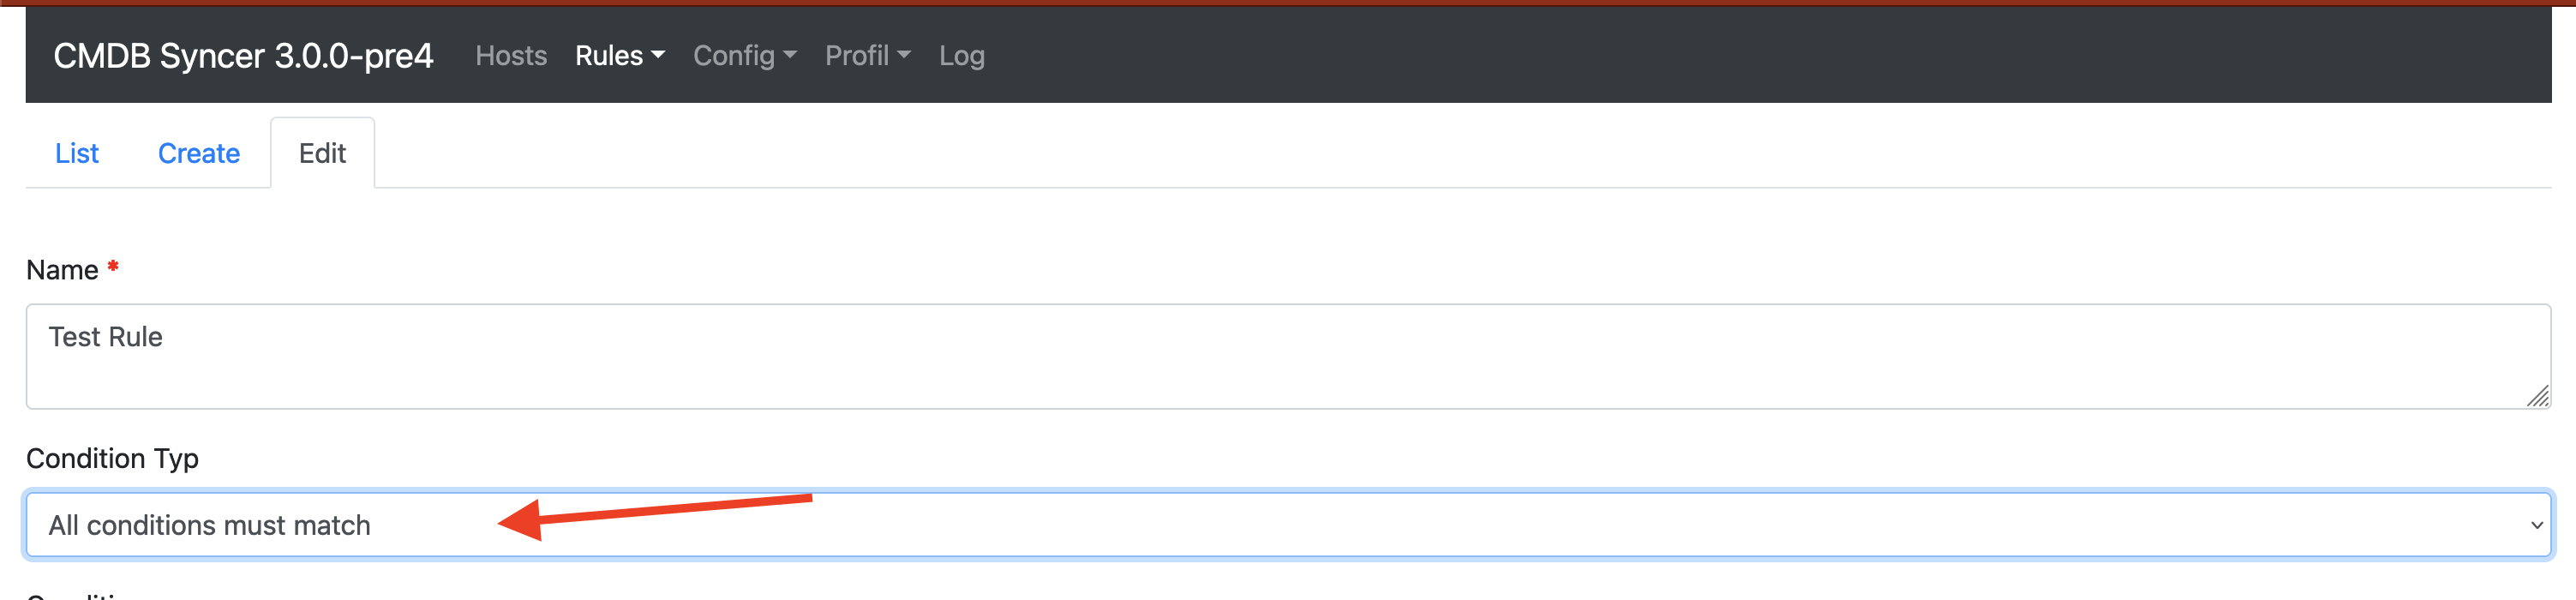 CMDB Syncer 3.0.0-pre4 Hosts Rules Config Profil Log
List Create Edit
Name *
Test Rule
Condition Typ
All conditions must match